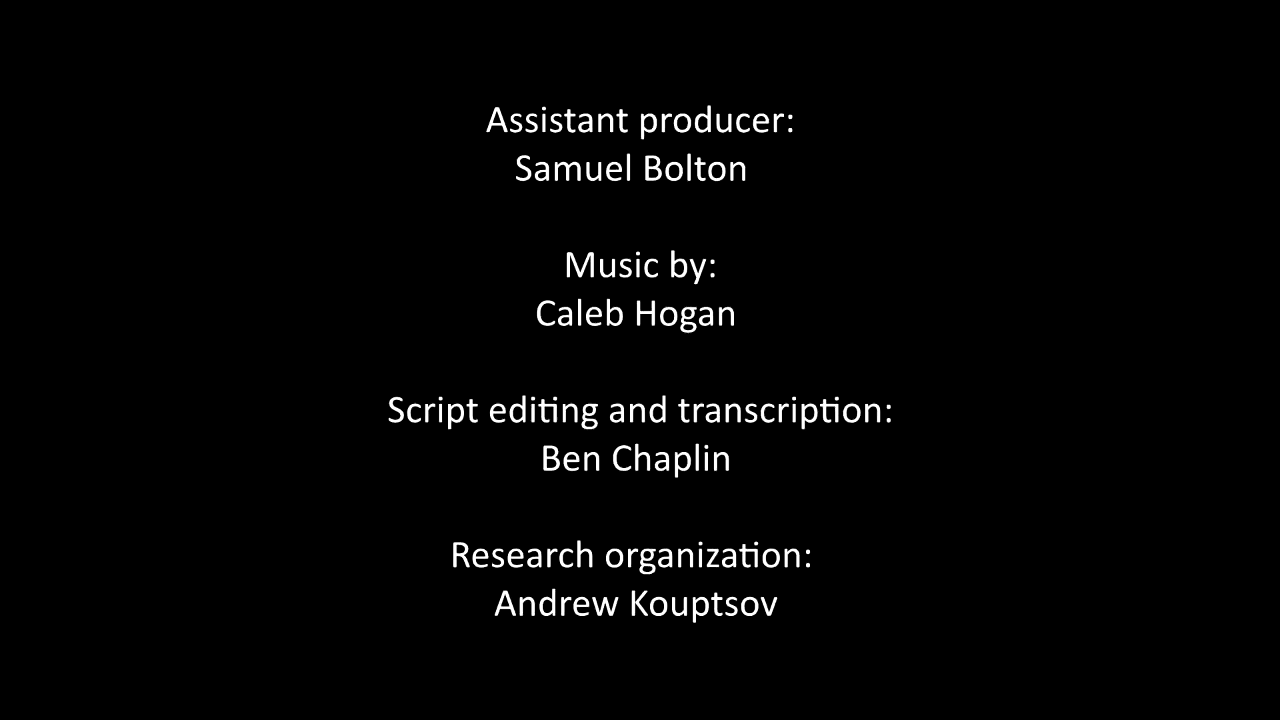 Assistant producer:
Samuel Bolton
Music by:
Caleb Hogan
Script editing and transcription:
Ben Chaplin
Research organization:
Andrew Kouptsov